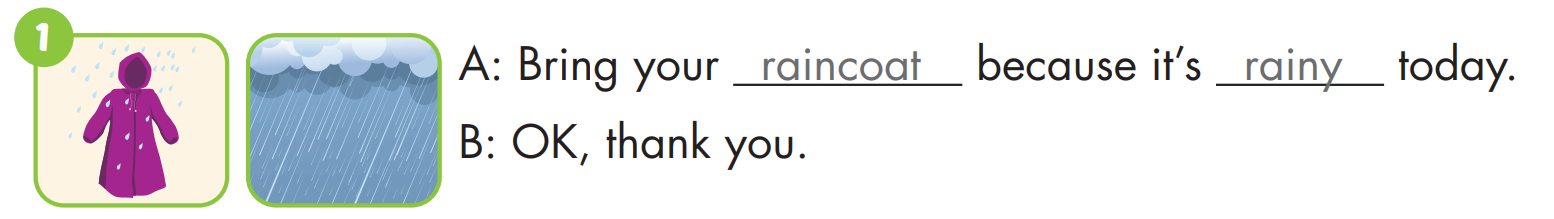 1
A: Bring your raincoat because it's rainy today.
B: OK, thank you.